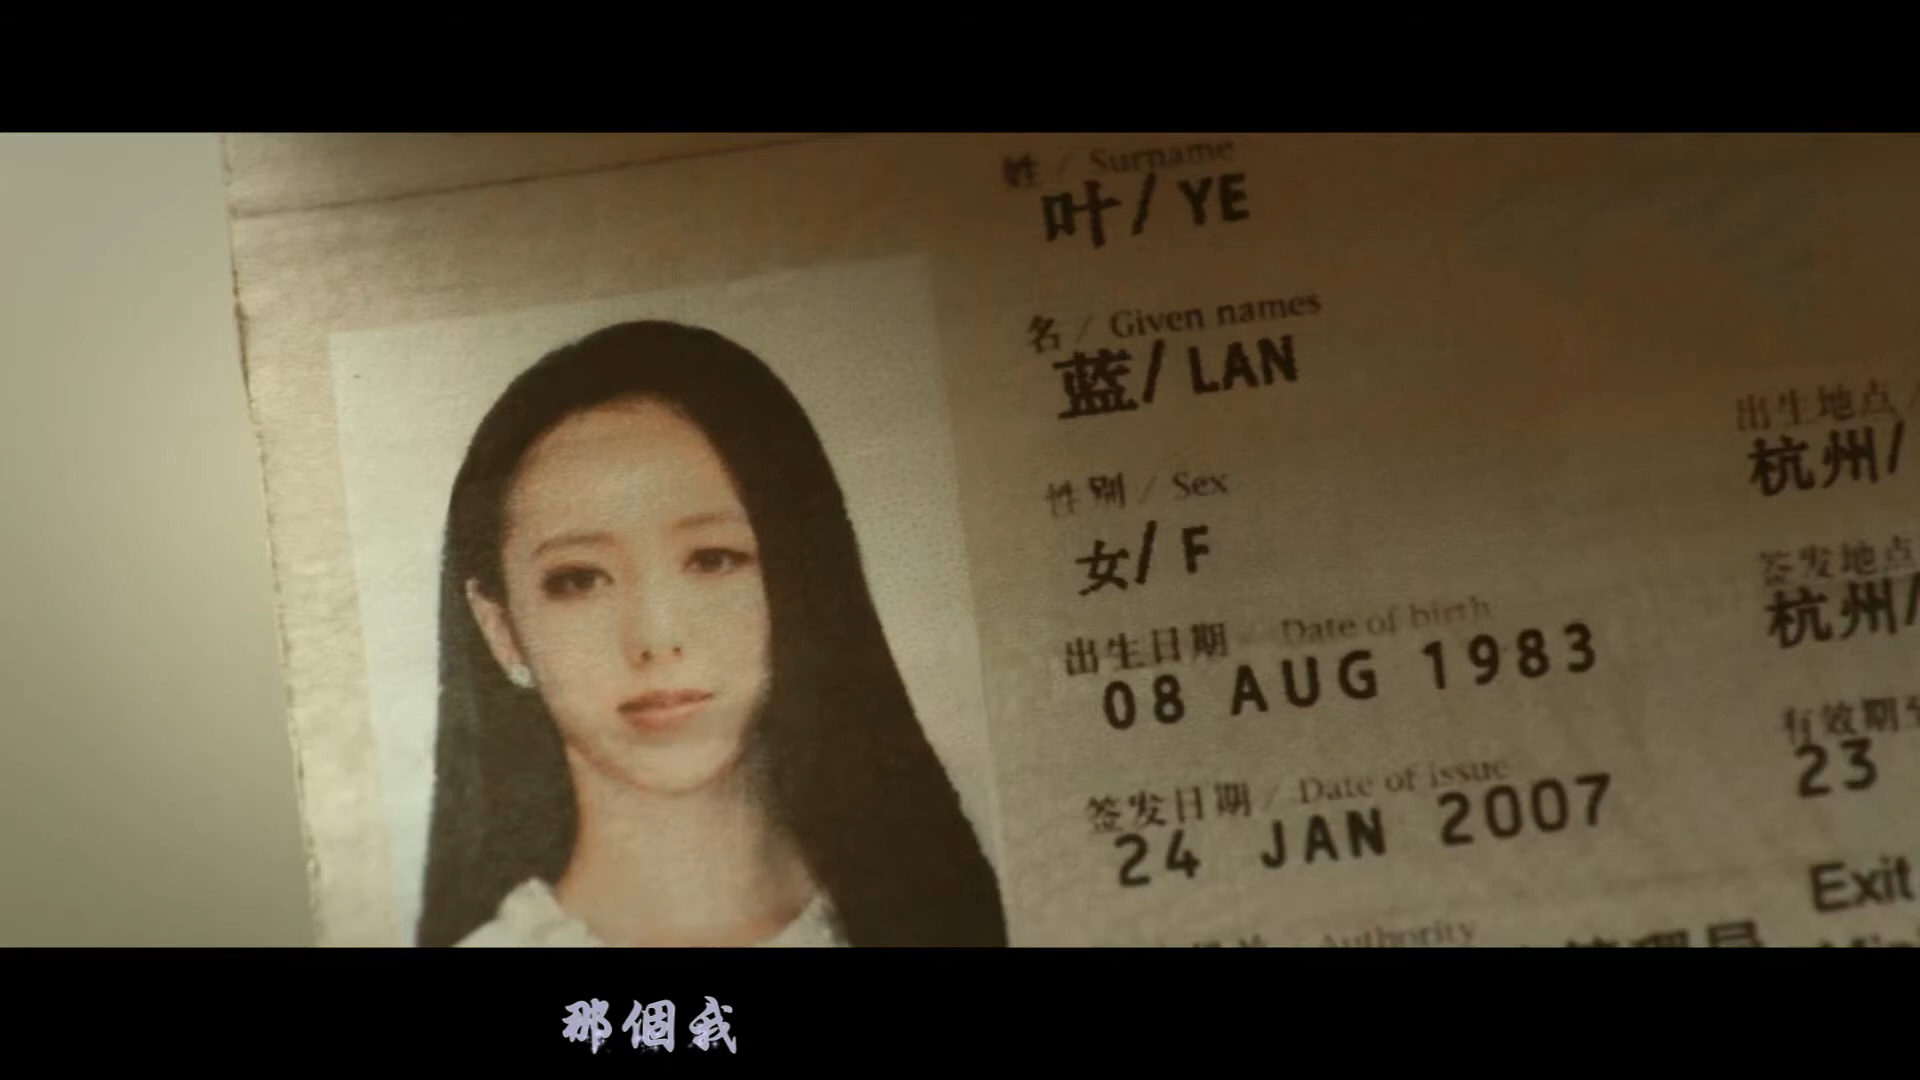 姓 / Surname
叶/ YE
名 / Given names
蓝/ LAN
性别 / Sex
女/ F
出生日期 Date of birth
08 AUG 1983
签发日期 / Date of issue
24 JAN 2007
Authority
出生地点 /
杭州/
签发地点
杭州/
有效期至
23
Exit
那個我